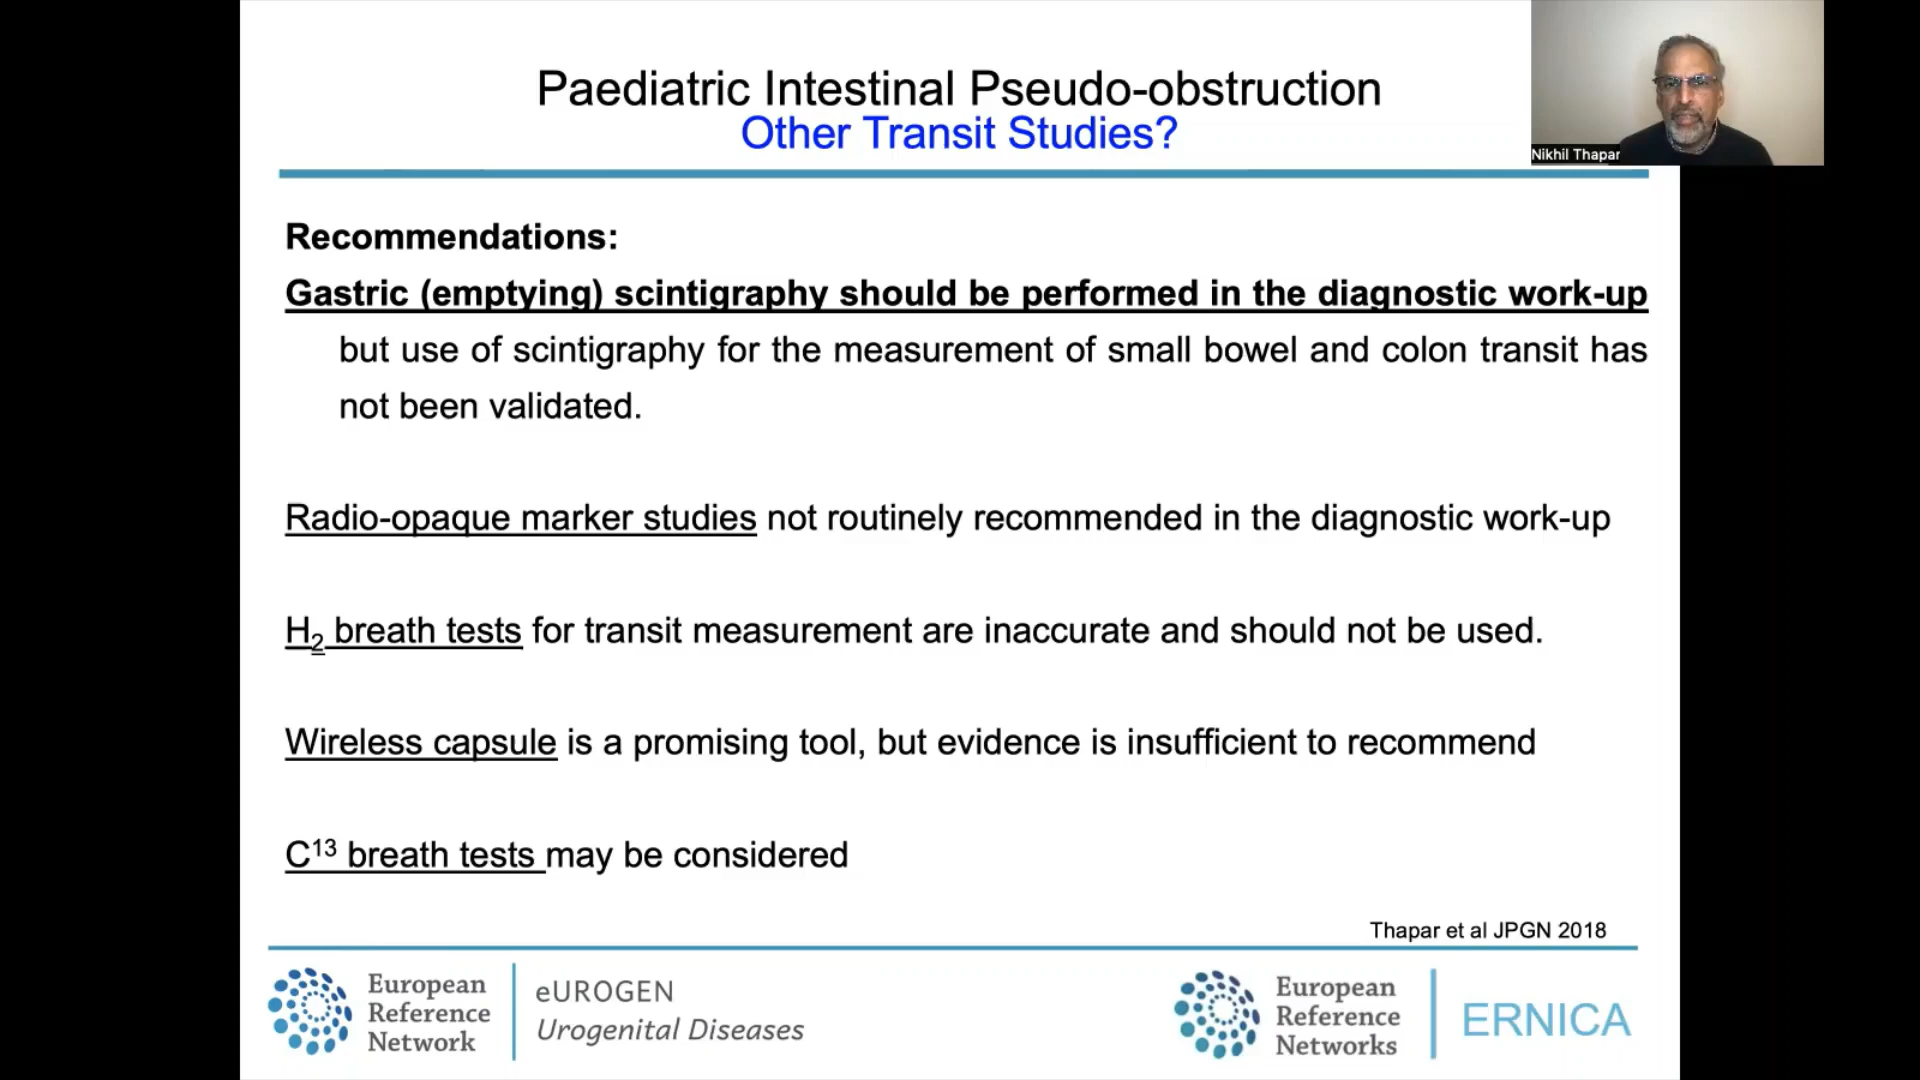 Paediatric Intestinal Pseudo-obstruction
Other Transit Studies?
Nikhil Thapar
Recommendations:
Gastric (emptying) scintigraphy should be performed in the diagnostic work-up
but use of scintigraphy for the measurement of small bowel and colon transit has
not been validated.
Radio-opaque marker studies not routinely recommended in the diagnostic work-up
H₂ breath tests for transit measurement are inaccurate and should not be used.
Wireless capsule is a promising tool, but evidence is insufficient to recommend
C¹³ breath tests may be considered
Thapar et al JPGN 2018
European
Reference
Network
eUROGEN
Urogenital Diseases
European
Reference
Networks
ERNICA